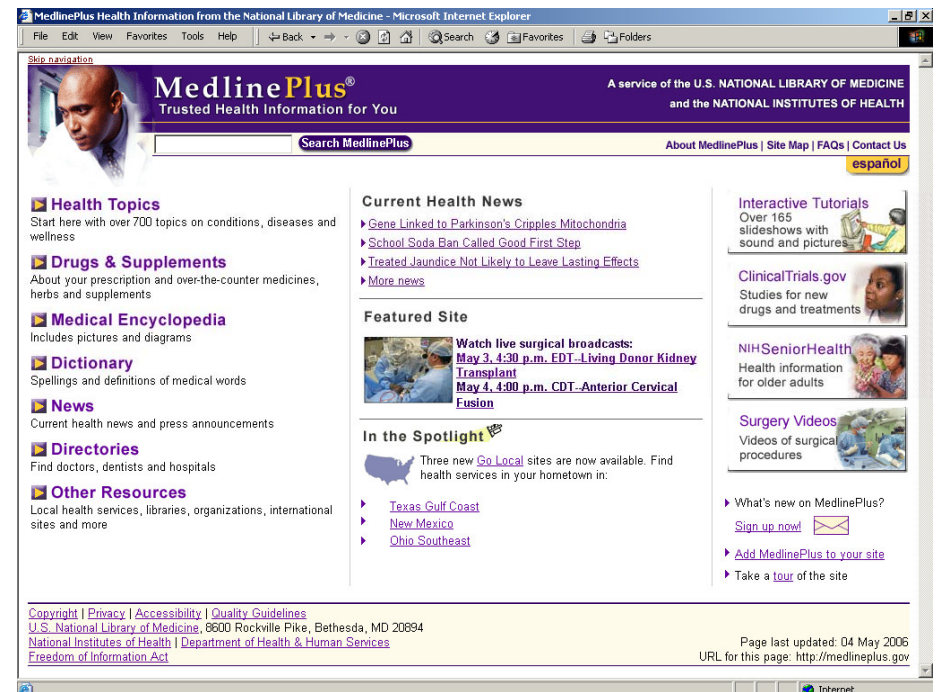 MedlinePlus Health Information from the National Library of Medicine - Microsoft Internet Explorer
File Edit View Favorites Tools Help Back Search Favorites Folders
Skip navigation
MedlinePlus®
Trusted Health Information for You
A service of the U.S. NATIONAL LIBRARY OF MEDICINE
and the NATIONAL INSTITUTES OF HEALTH
Search MedlinePlus
About MedlinePlus | Site Map | FAQs | Contact Us
español
Health Topics
Start here with over 700 topics on conditions, diseases and
wellness
Drugs & Supplements
About your prescription and over-the-counter medicines,
herbs and supplements
Medical Encyclopedia
Includes pictures and diagrams
Dictionary
Spellings and definitions of medical words
News
Current health news and press announcements
Directories
Find doctors, dentists and hospitals
Other Resources
Local health services, libraries, organizations, international
sites and more
Current Health News
Gene Linked to Parkinson's Cripples Mitochondria
School Soda Ban Called Good First Step
Treated Jaundice Not Likely to Leave Lasting Effects
More news
Featured Site
Watch live surgical broadcasts:
May 3, 4:30 p.m. EDT--Living Donor Kidney
Transplant
May 4, 4:00 p.m. CDT--Anterior Cervical
Fusion
In the Spotlight
Three new Go Local sites are now available. Find
health services in your hometown in:
Texas Gulf Coast
New Mexico
Ohio Southeast
Interactive Tutorials
Over 165
slideshows with
sound and pictures
ClinicalTrials.gov
Studies for new
drugs and treatments
NIHSeniorHealth
Health information
for older adults
Surgery Videos
Videos of surgical
procedures
What's new on MedlinePlus?
Sign up now!
Add MedlinePlus to your site
Take a tour of the site
Copyright | Privacy | Accessibility | Quality Guidelines
U.S. National Library of Medicine, 8600 Rockville Pike, Bethesda, MD 20894
National Institutes of Health | Department of Health & Human Services
Freedom of Information Act
Page last updated: 04 May 2006
URL for this page: http://medlineplus.gov
Internet